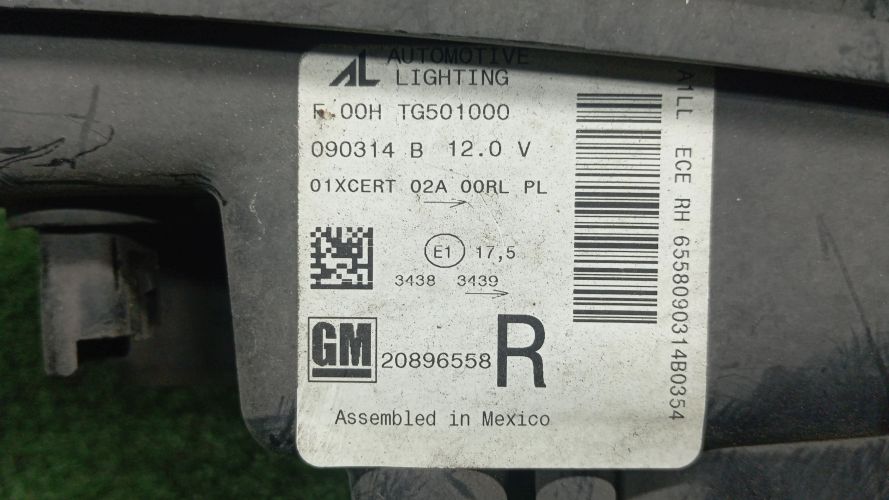 AL AUTOMOTIVE
LIGHTING
F 00H TG501000
090314 B 12.0 V
01XCERT 02A 00RL PL
E1 17,5
3438 3439
GM 20896558 R
Assembled in Mexico
A1LL ECE RH 6558090314B0354